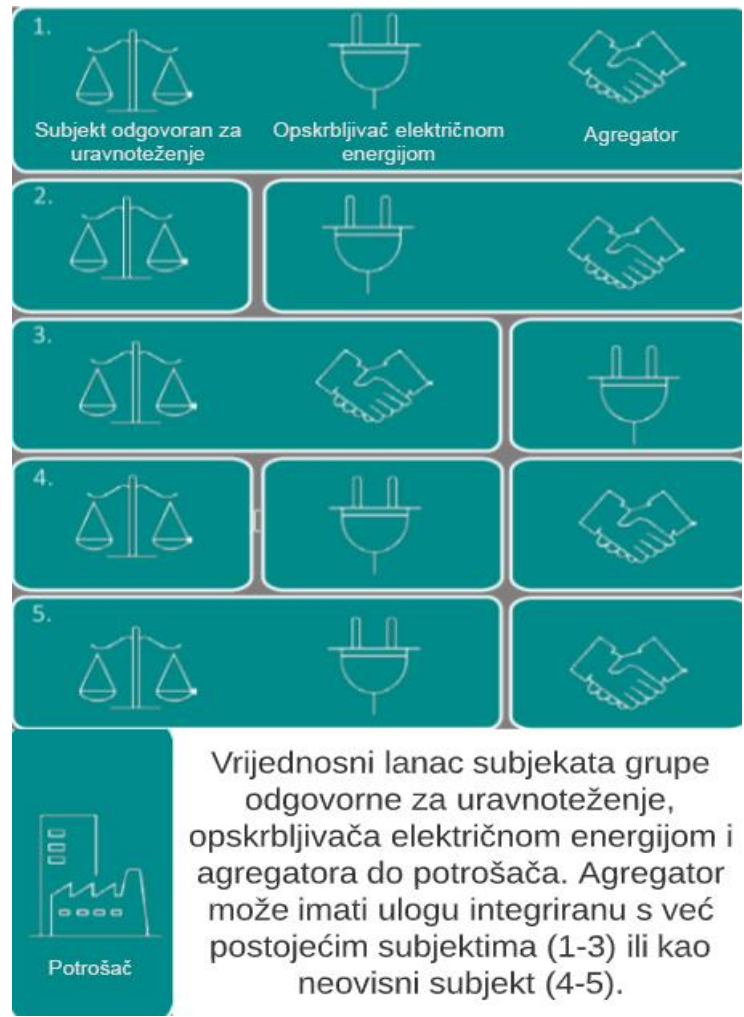 1.
Subjekt odgovoran za
uravnoteženje
Opskrbljivač električnom
energijom
Agregator
2.
3.
4.
5.
Potrošač
Vrijednosni lanac subjekata grupe
odgovorne za uravnoteženje,
opskrbljivača električnom energijom i
agregatora do potrošača. Agregator
može imati ulogu integriranu s već
postojećim subjektima (1-3) ili kao
neovisni subjekt (4-5).